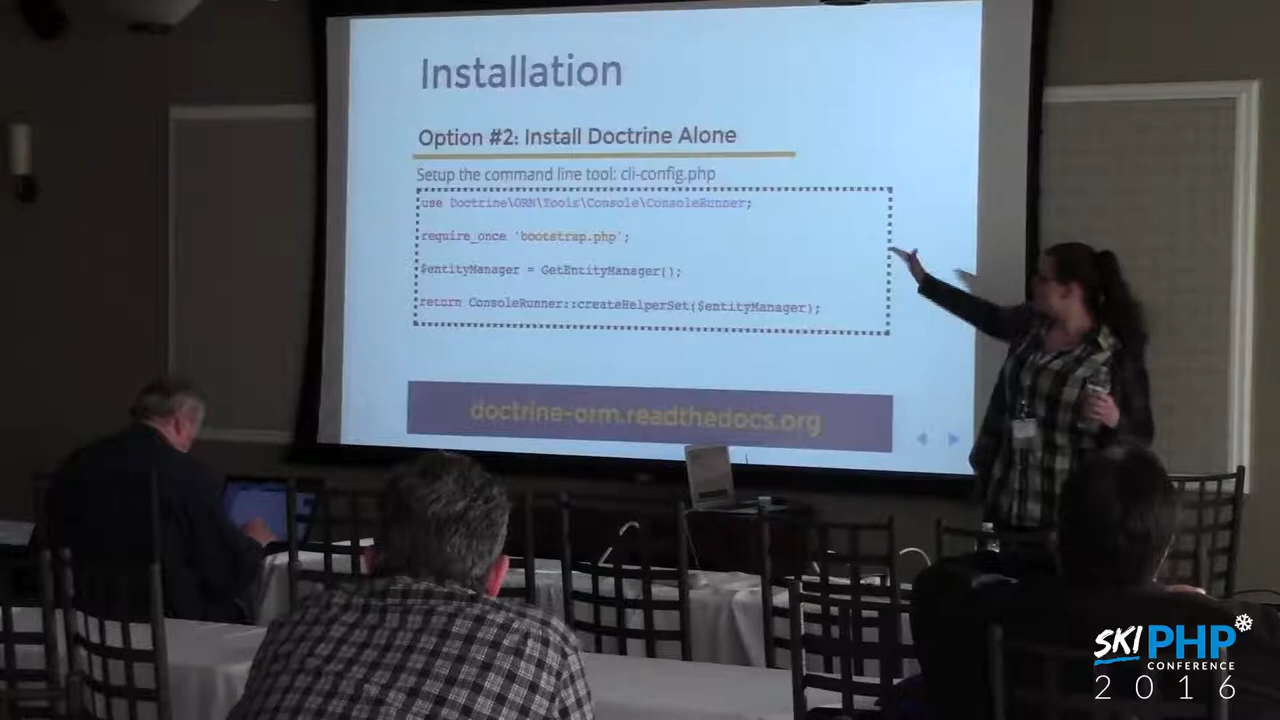 Installation
Option #2: Install Doctrine Alone
Setup the command line tool: cli-config.php
use Doctrine\ORM\Tools\Console\ConsoleRunner;
require_once 'bootstrap.php';
$entityManager = GetEntityManager();
return ConsoleRunner::createHelperSet($entityManager);
doctrine-orm.readthedocs.org
SKI PHP
CONFERENCE
2016